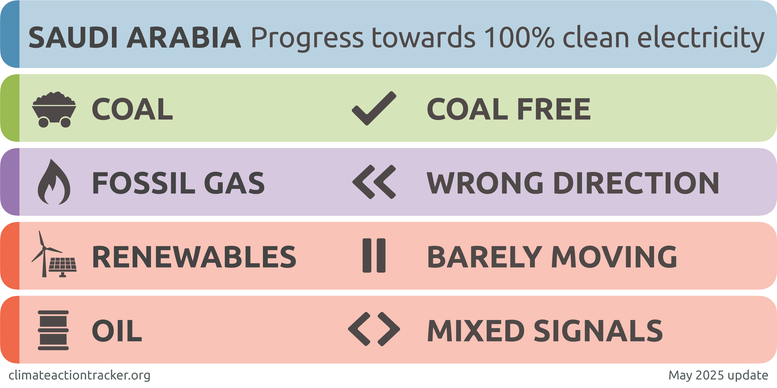 SAUDI ARABIA Progress towards 100% clean electricity
COAL COAL FREE
FOSSIL GAS WRONG DIRECTION
RENEWABLES BARELY MOVING
OIL MIXED SIGNALS
climateactiontracker.org May 2025 update